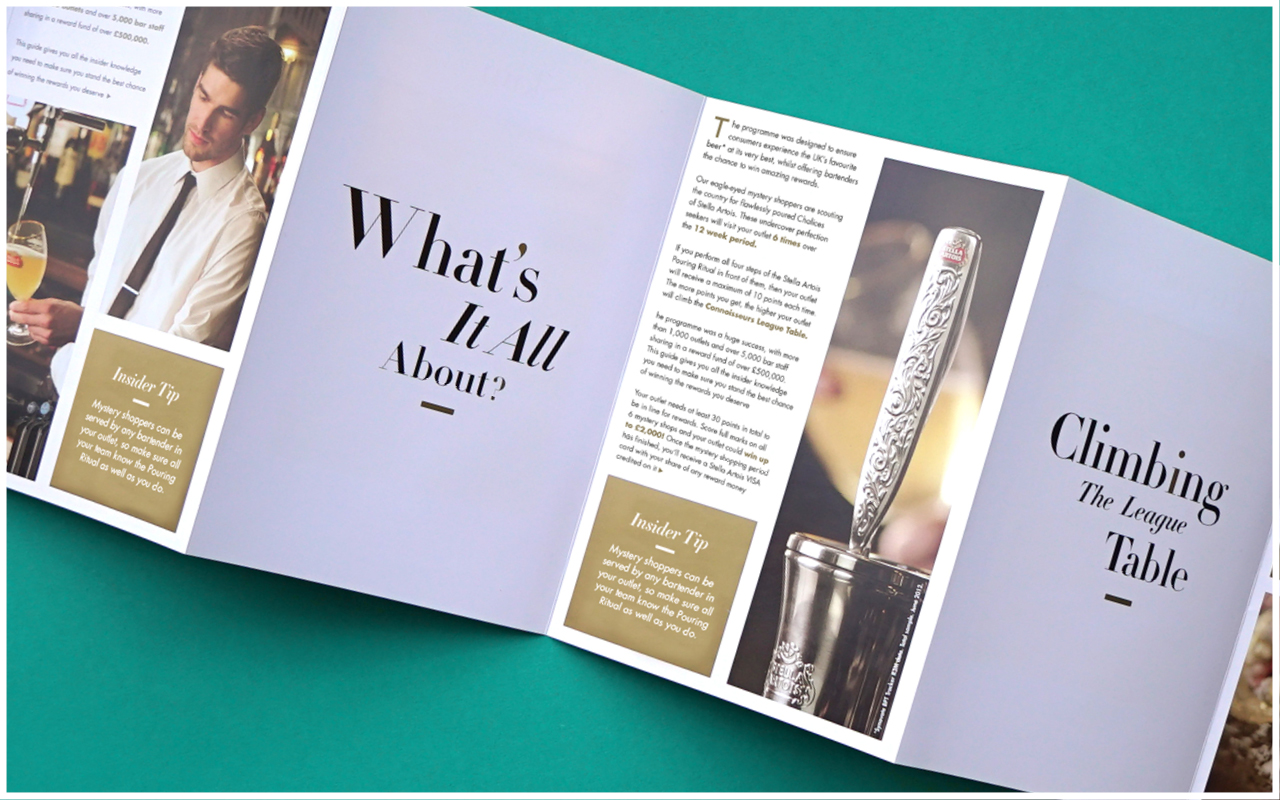 outlets and over 5,000 bar staff
sharing in a reward fund of over £500,000.
This guide gives you all the insider knowledge
you need to make sure you stand the best chance
of winning the rewards you deserve ▸
Insider Tip
Mystery shoppers can be
served by any bartender in
your outlet, so make sure all
your team know the Pouring
Ritual as well as you do.
What's
It All
About?
The programme was designed to ensure
consumers experience the UK's favourite
beer* at its very best, whilst offering bartenders
the chance to win amazing rewards.
Our eagle-eyed mystery shoppers are scouting
the country for flawlessly poured Chalices
of Stella Artois. These undercover perfection
seekers will visit your outlet 6 times over
the 12 week period.
If you perform all four steps of the Stella Artois
Pouring Ritual in front of them, then your outlet
will receive a maximum of 10 points each time.
The more points you get, the higher your outlet
will climb the Connoisseurs League Table.
he programme was a huge success, with more
than 1,000 outlets and over 5,000 bar staff
sharing in a reward fund of over £500,000.
This guide gives you all the insider knowledge
you need to make sure you stand the best chance
of winning the rewards you deserve
Your outlet needs at least 30 points in total to
be in line for rewards. Score full marks on all
6 mystery shops and your outlet could win up
to £2,000! Once the mystery shopping period
has finished, you'll receive a Stella Artois VISA
card with your share of any reward money
credited on it ▸
Insider Tip
Mystery shoppers can be
served by any bartender in
your outlet, so make sure all
your team know the Pouring
Ritual as well as you do.
STELLA
ARTOIS
Climbing
The League
Table